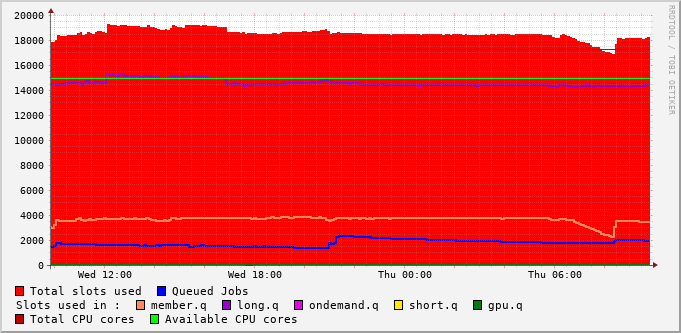 20000
18000
16000
14000
12000
10000
8000
6000
4000
2000
0
Wed 12:00 Wed 18:00 Thu 00:00 Thu 06:00
RRDTOOL / TOBI OETIKER
Total slots used Queued Jobs
Slots used in : member.q long.q ondemand.q short.q gpu.q
Total CPU cores Available CPU cores